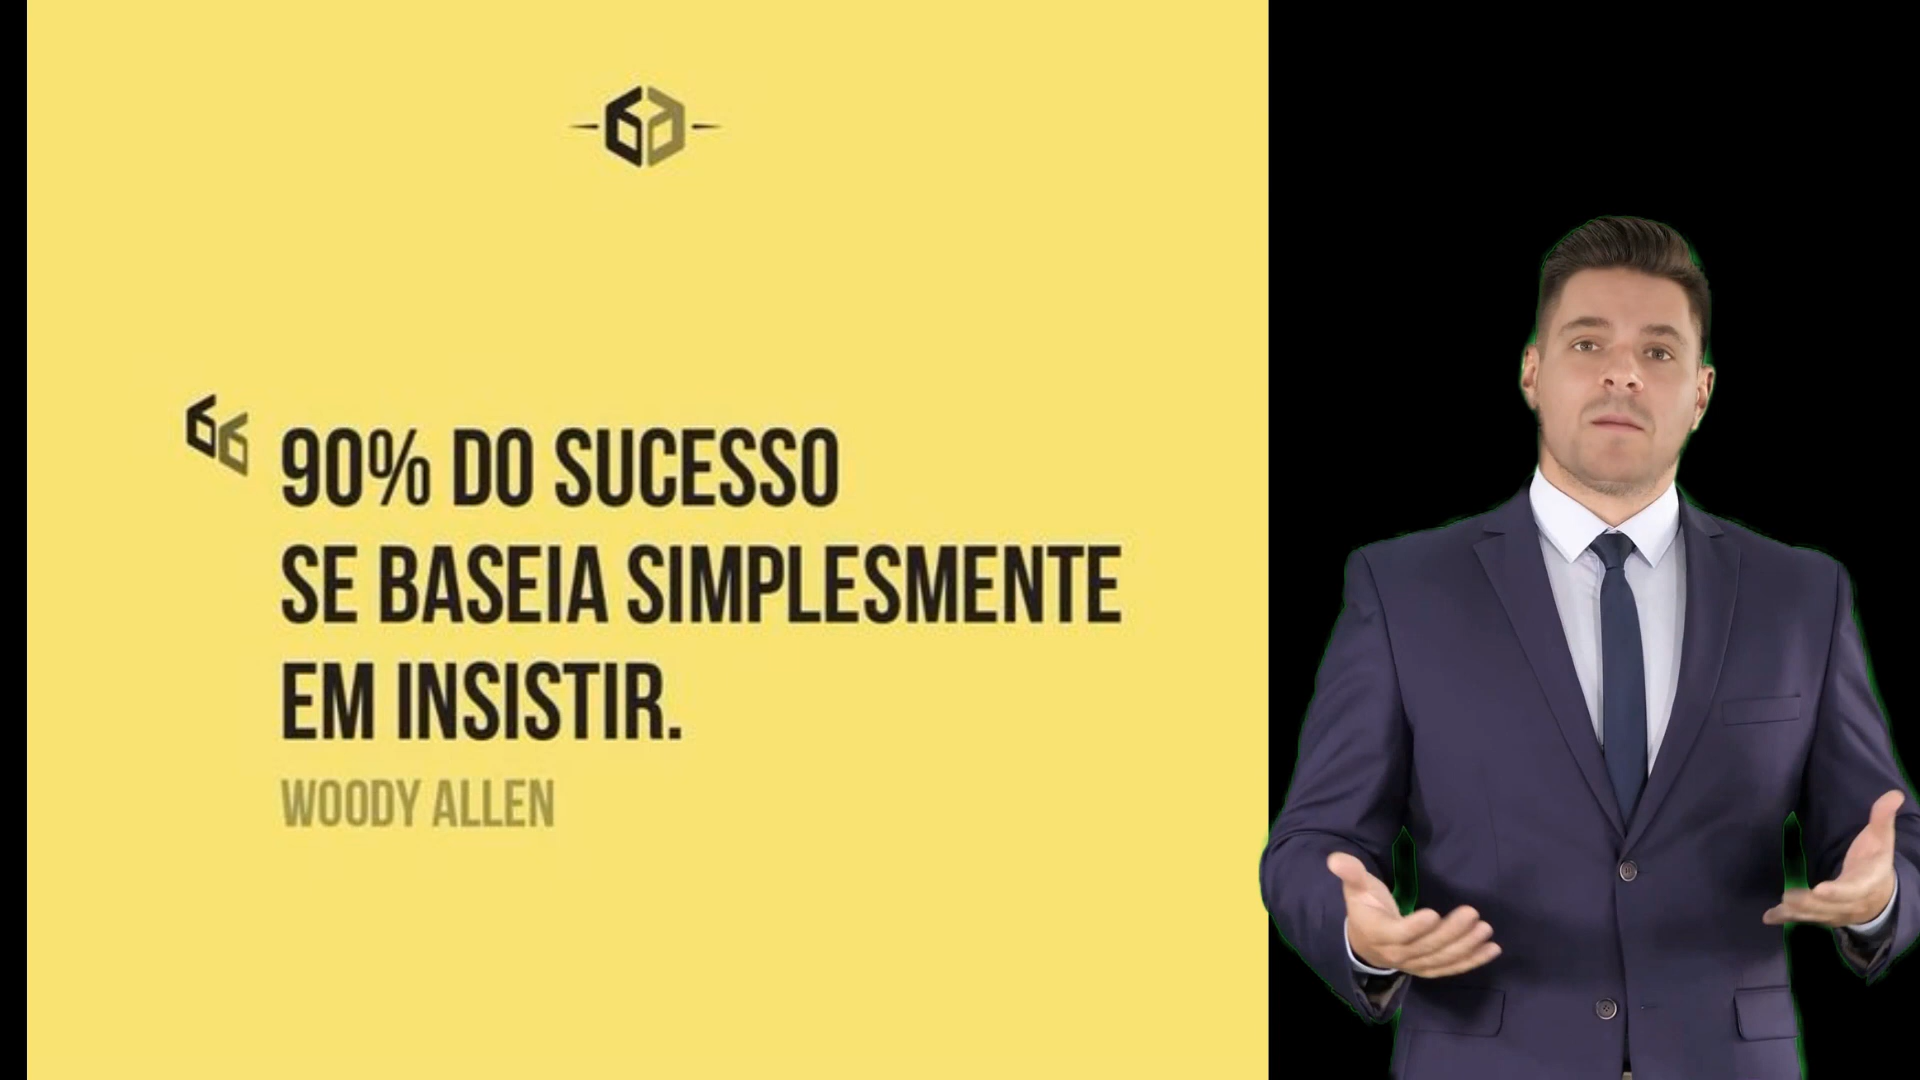 90% DO SUCESSO
SE BASEIA SIMPLESMENTE
EM INSISTIR.
WOODY ALLEN